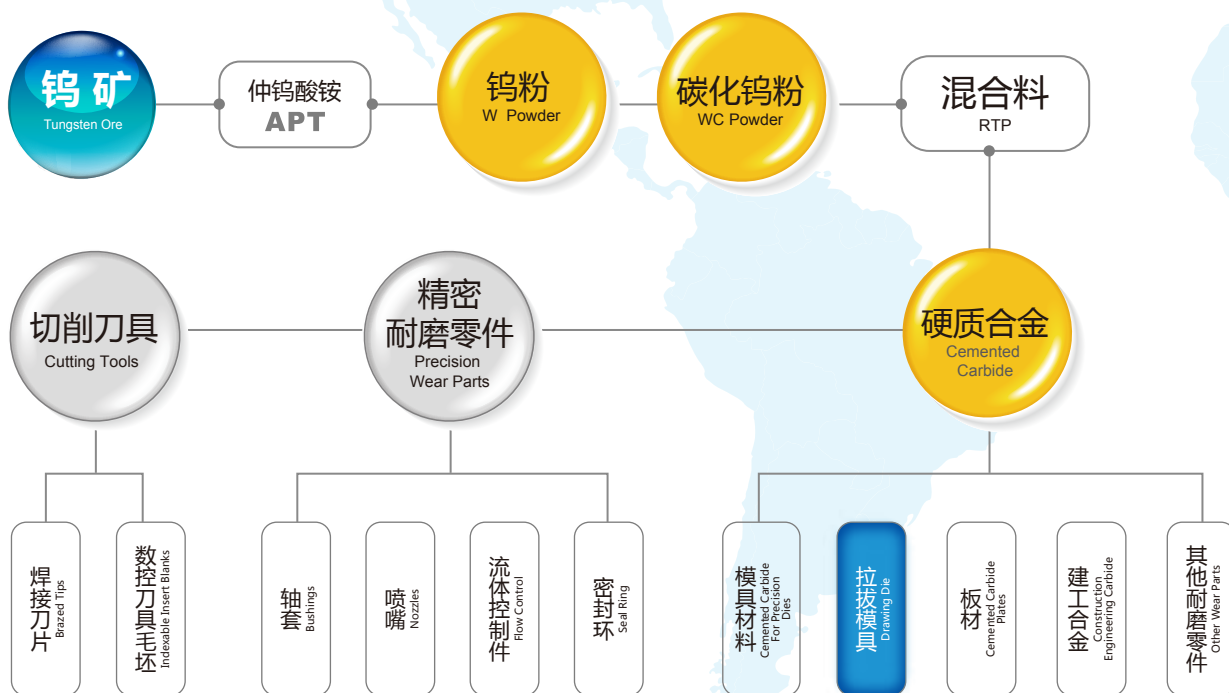 钨 矿
Tungsten Ore
仲钨酸铵
APT
钨粉
W Powder
碳化钨粉
WC Powder
混合料
RTP
切削刀具
Cutting Tools
精密
耐磨零件
Precision
Wear Parts
硬质合金
Cemented
Carbide
焊接刀片
Brazed Tips
数控刀具毛坯
Indexable Insert Blanks
轴套
Bushings
喷嘴
Nozzles
流体控制件
Flow Control
密封环
Seal Ring
模具材料
Cemented Carbide
For Precision
Dies
拉拔模具
Drawing Die
板材
Cemented Carbide
Plates
建工合金
Construction
Engineering Carbide
其他耐磨零件
Other Wear Parts